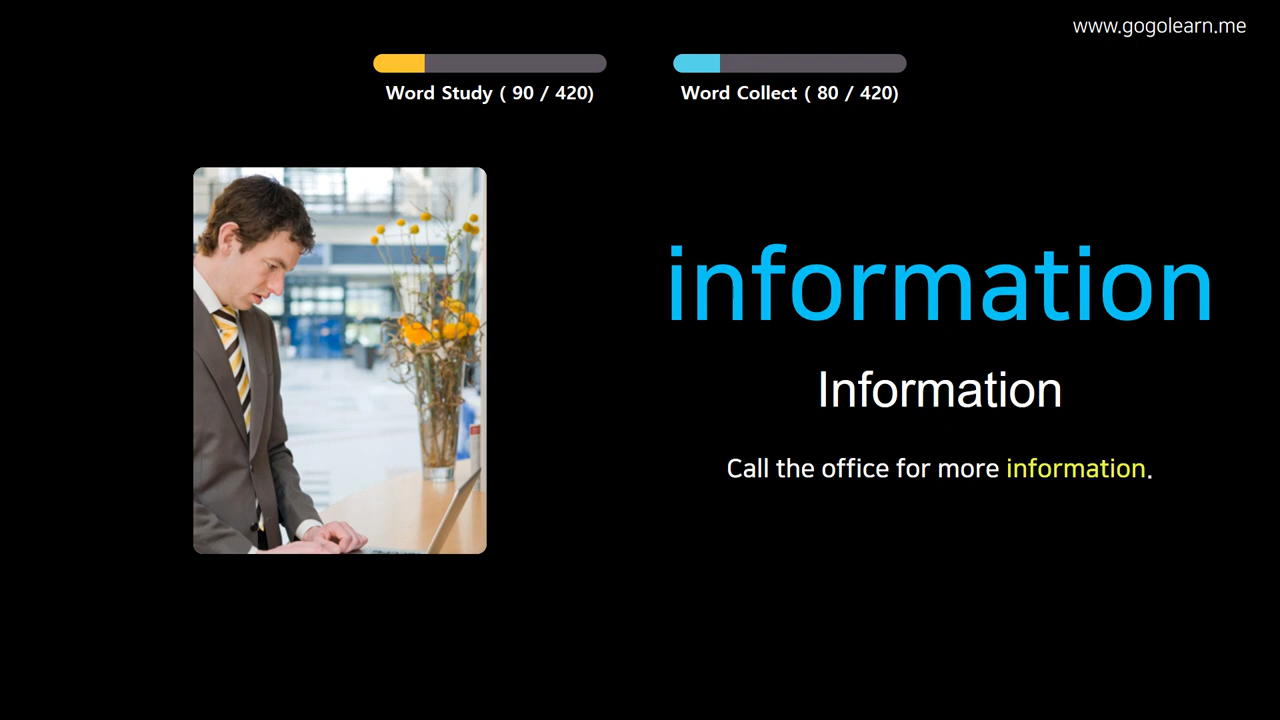 www.gogolearn.me
Word Study ( 90 / 420)
Word Collect ( 80 / 420)
information
Information
Call the office for more information.